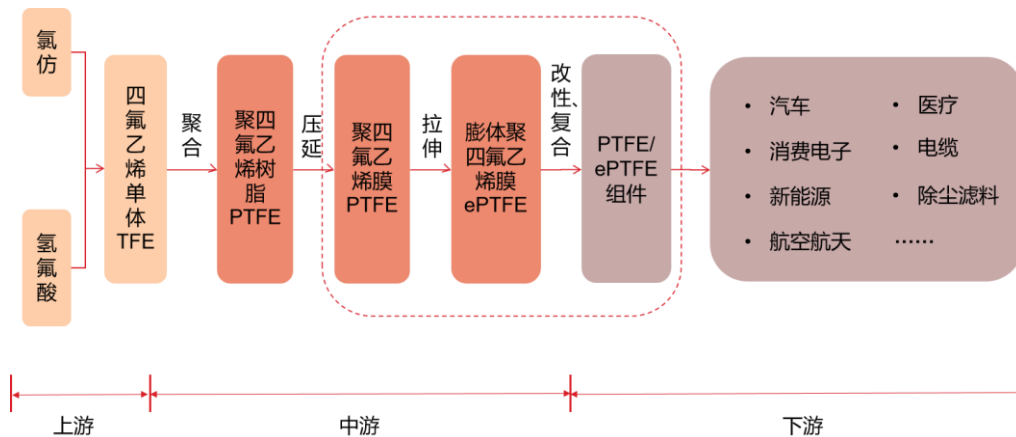 氯
仿
氢
氟
酸
四
氟
乙
烯
单
体
TFE
聚
合
聚四
氟乙
烯树
脂
PTFE
压
延
聚四
氟乙
烯膜
PTFE
拉
伸
膨体聚
四氟乙
烯膜
ePTFE
改
性、
复
合
PTFE/
ePTFE
组件
• 汽车
• 消费电子
• 新能源
• 航空航天
• 医疗
• 电缆
• 除尘滤料
• ……
上游
中游
下游